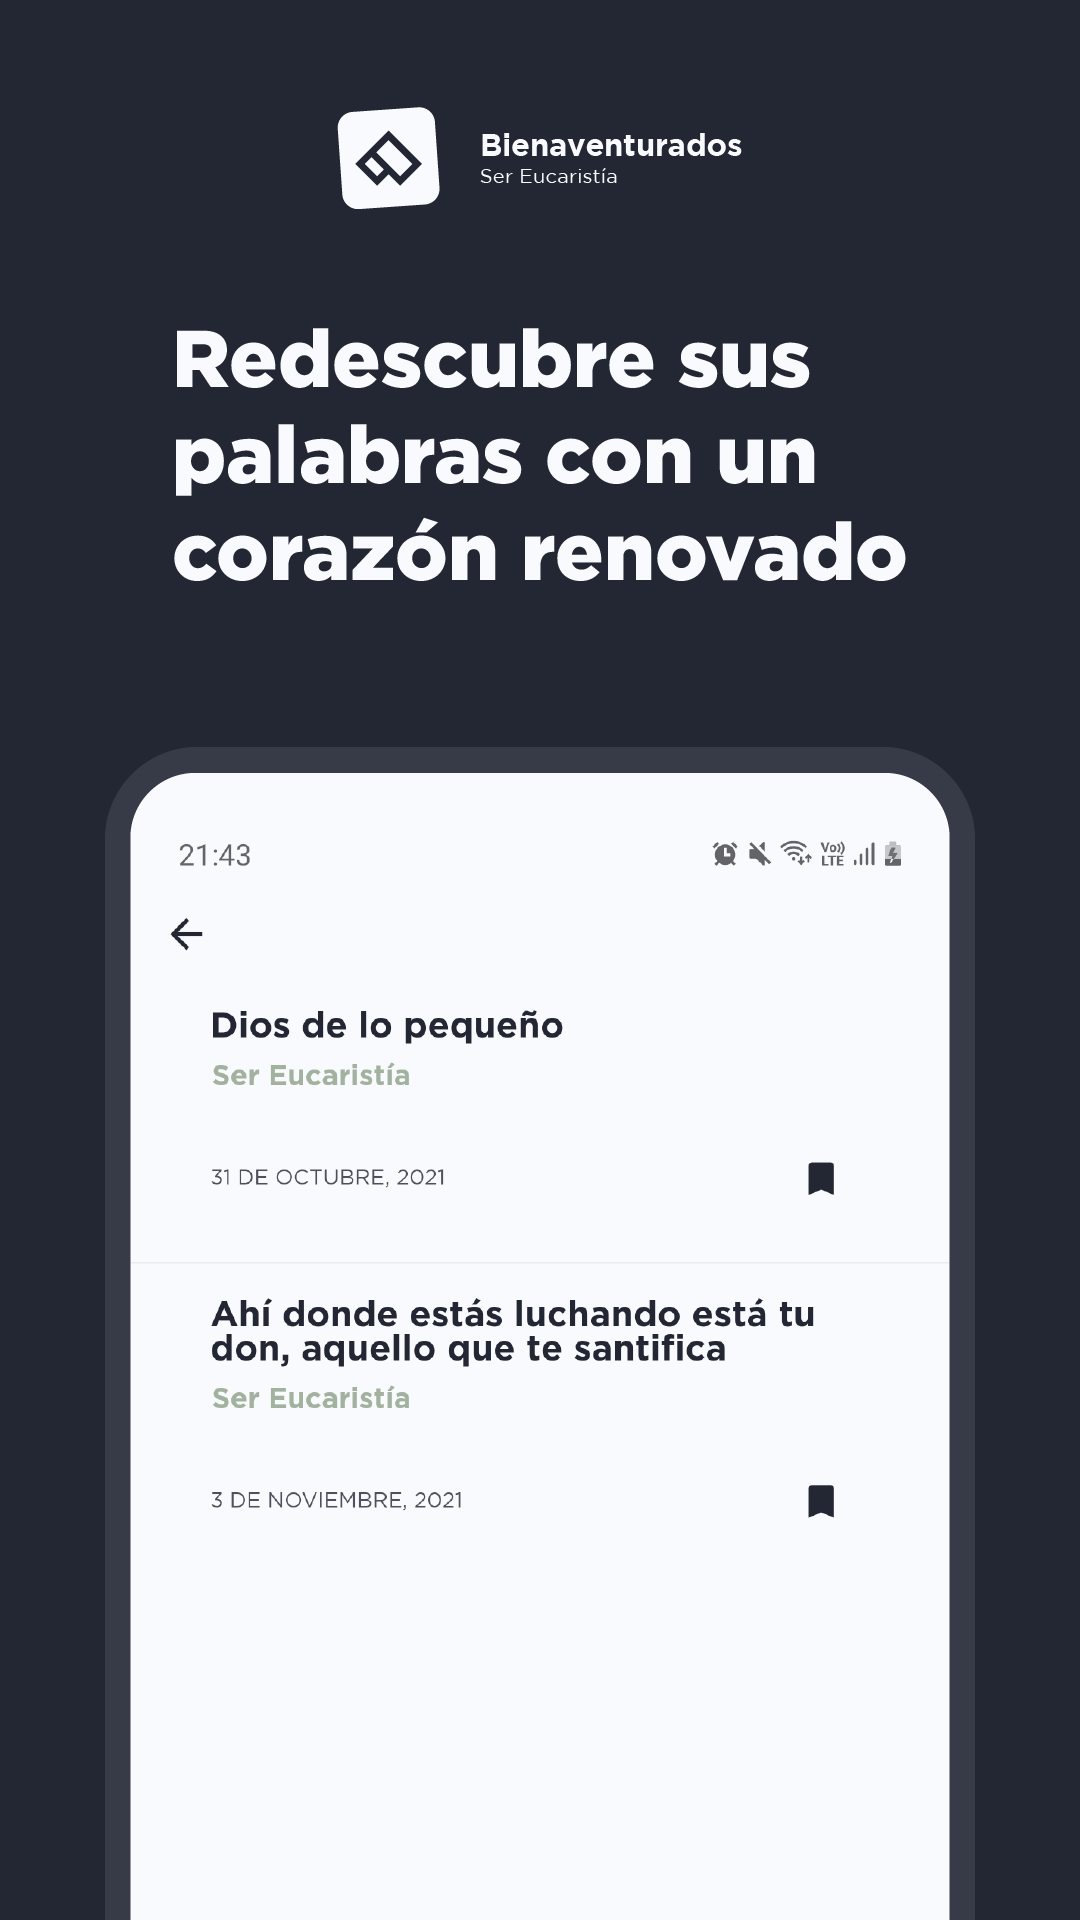 Bienaventurados
Ser Eucaristía
Redescubre sus
palabras con un
corazón renovado
21:43
Vo))
LTE
Dios de lo pequeño
Ser Eucaristía
31 DE OCTUBRE, 2021
Ahí donde estás luchando está tu
don, aquello que te santifica
Ser Eucaristía
3 DE NOVIEMBRE, 2021